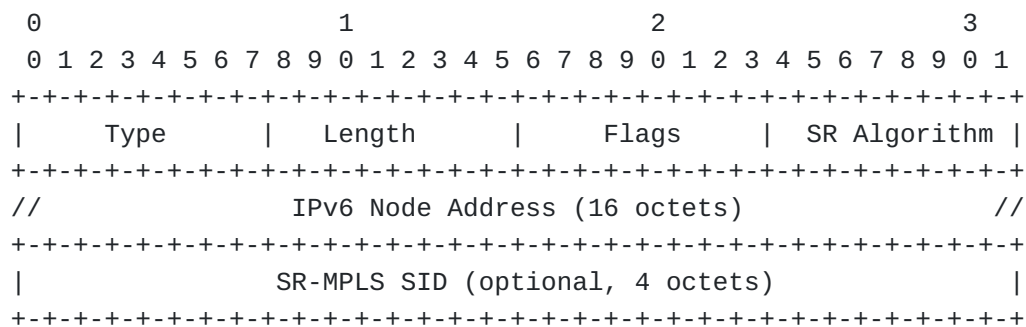 0                   1                   2                   3
 0 1 2 3 4 5 6 7 8 9 0 1 2 3 4 5 6 7 8 9 0 1 2 3 4 5 6 7 8 9 0 1
+-+-+-+-+-+-+-+-+-+-+-+-+-+-+-+-+-+-+-+-+-+-+-+-+-+-+-+-+-+-+-+-+
|     Type      |   Length      |     Flags     |  SR Algorithm |
+-+-+-+-+-+-+-+-+-+-+-+-+-+-+-+-+-+-+-+-+-+-+-+-+-+-+-+-+-+-+-+-+
//                IPv6 Node Address (16 octets)                //
+-+-+-+-+-+-+-+-+-+-+-+-+-+-+-+-+-+-+-+-+-+-+-+-+-+-+-+-+-+-+-+-+
|                SR-MPLS SID (optional, 4 octets)               |
+-+-+-+-+-+-+-+-+-+-+-+-+-+-+-+-+-+-+-+-+-+-+-+-+-+-+-+-+-+-+-+-+